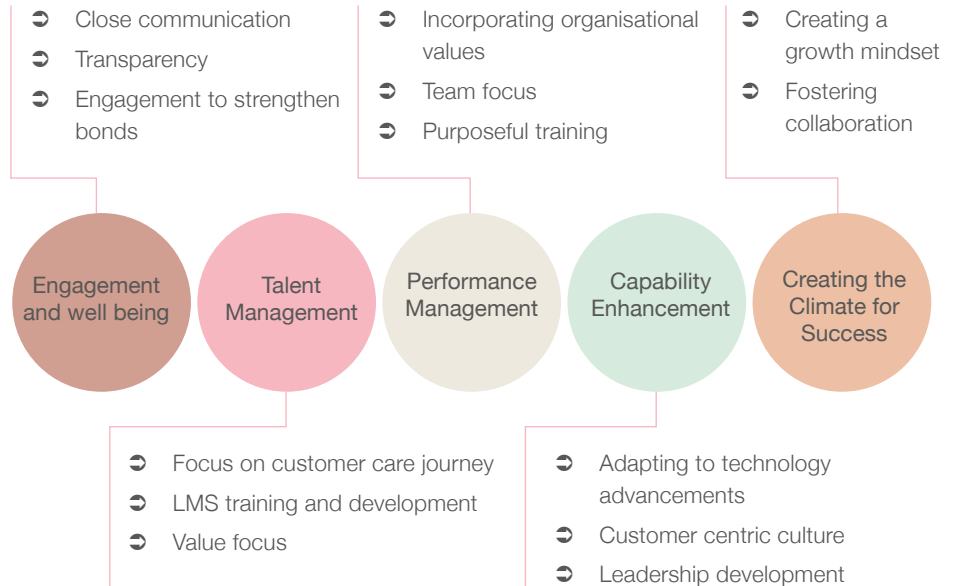 Close communication
Transparency
Engagement to strengthen
bonds
Incorporating organisational
values
Team focus
Purposeful training
Creating a
growth mindset
Fostering
collaboration
Engagement
and well being
Talent
Management
Performance
Management
Capability
Enhancement
Creating the
Climate for
Success
Focus on customer care journey
LMS training and development
Value focus
Adapting to technology
advancements
Customer centric culture
Leadership development